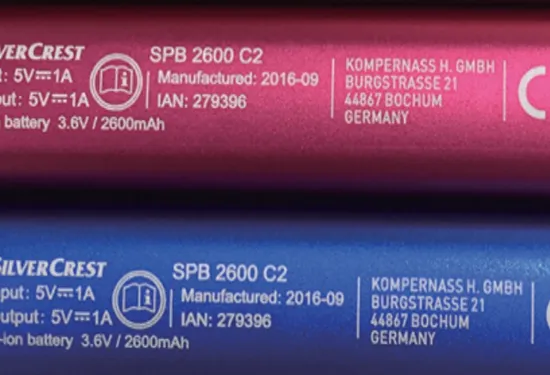 VERCREST
: 5V⎓1A
ut: 5V⎓1A
battery 3.6V / 2600mAh
SPB 2600 C2
Manufactured: 2016-09
IAN: 279396
KOMPERNASS H. GMBH
BURGSTRASSE 21
44867 BOCHUM
GERMANY
SILVERCREST
put: 5V⎓1A
utput: 5V⎓1A
-ion battery 3.6V / 2600mAh
SPB 2600 C2
Manufactured: 2016-09
IAN: 279396
KOMPERNASS H. GMBH
BURGSTRASSE 21
44867 BOCHUM
GERMANY